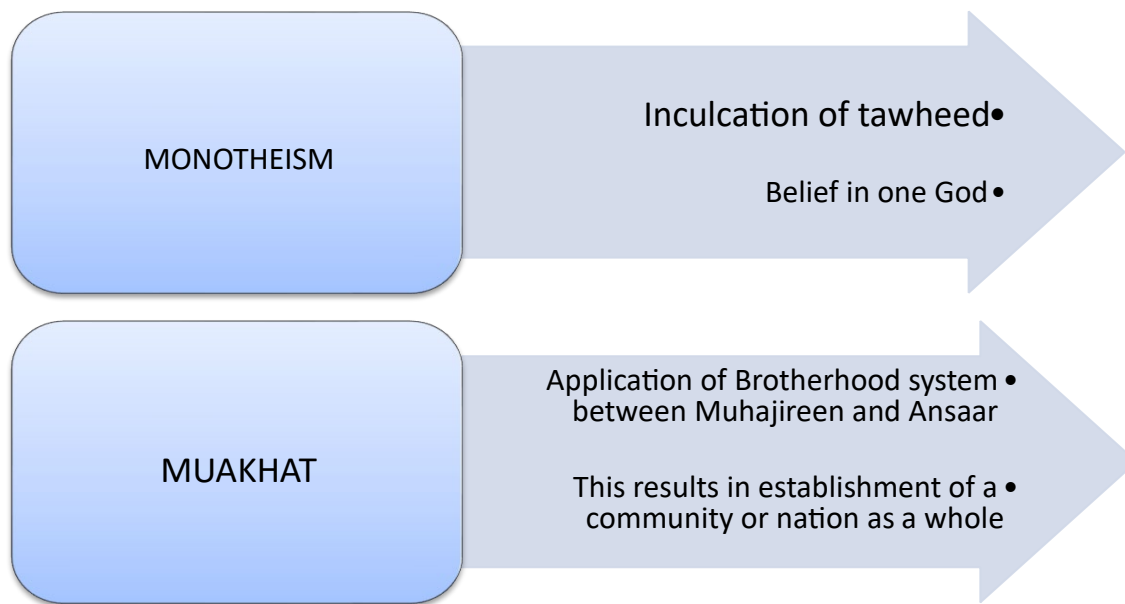 MONOTHEISM
Inculcation of tawheed•
Belief in one God•
MUAKHAT
Application of Brotherhood system•
between Muhajireen and Ansaar
This results in establishment of a•
community or nation as a whole